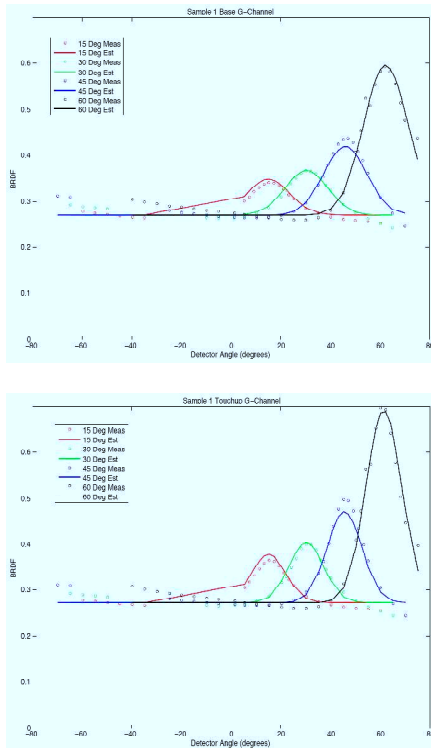 Sample 1 Base G-Channel
15 Deg Meas
15 Deg Est
30 Deg Meas
30 Deg Est
45 Deg Meas
45 Deg Est
60 Deg Meas
60 Deg Est
0.6
0.5
0.4
0.3
0.2
0.1
0
BRDF
-80
-60
-40
-20
0
20
40
60
80
Detector Angle (degrees)
Sample 1 Touchup G-Channel
15 Deg Meas
15 Deg Est
30 Deg Meas
30 Deg Est
45 Deg Meas
45 Deg Est
60 Deg Meas
60 Deg Est
0.6
0.5
0.4
0.3
0.2
0.1
0
BRDF
-80
-60
-40
-20
0
20
40
60
80
Detector Angle (degrees)